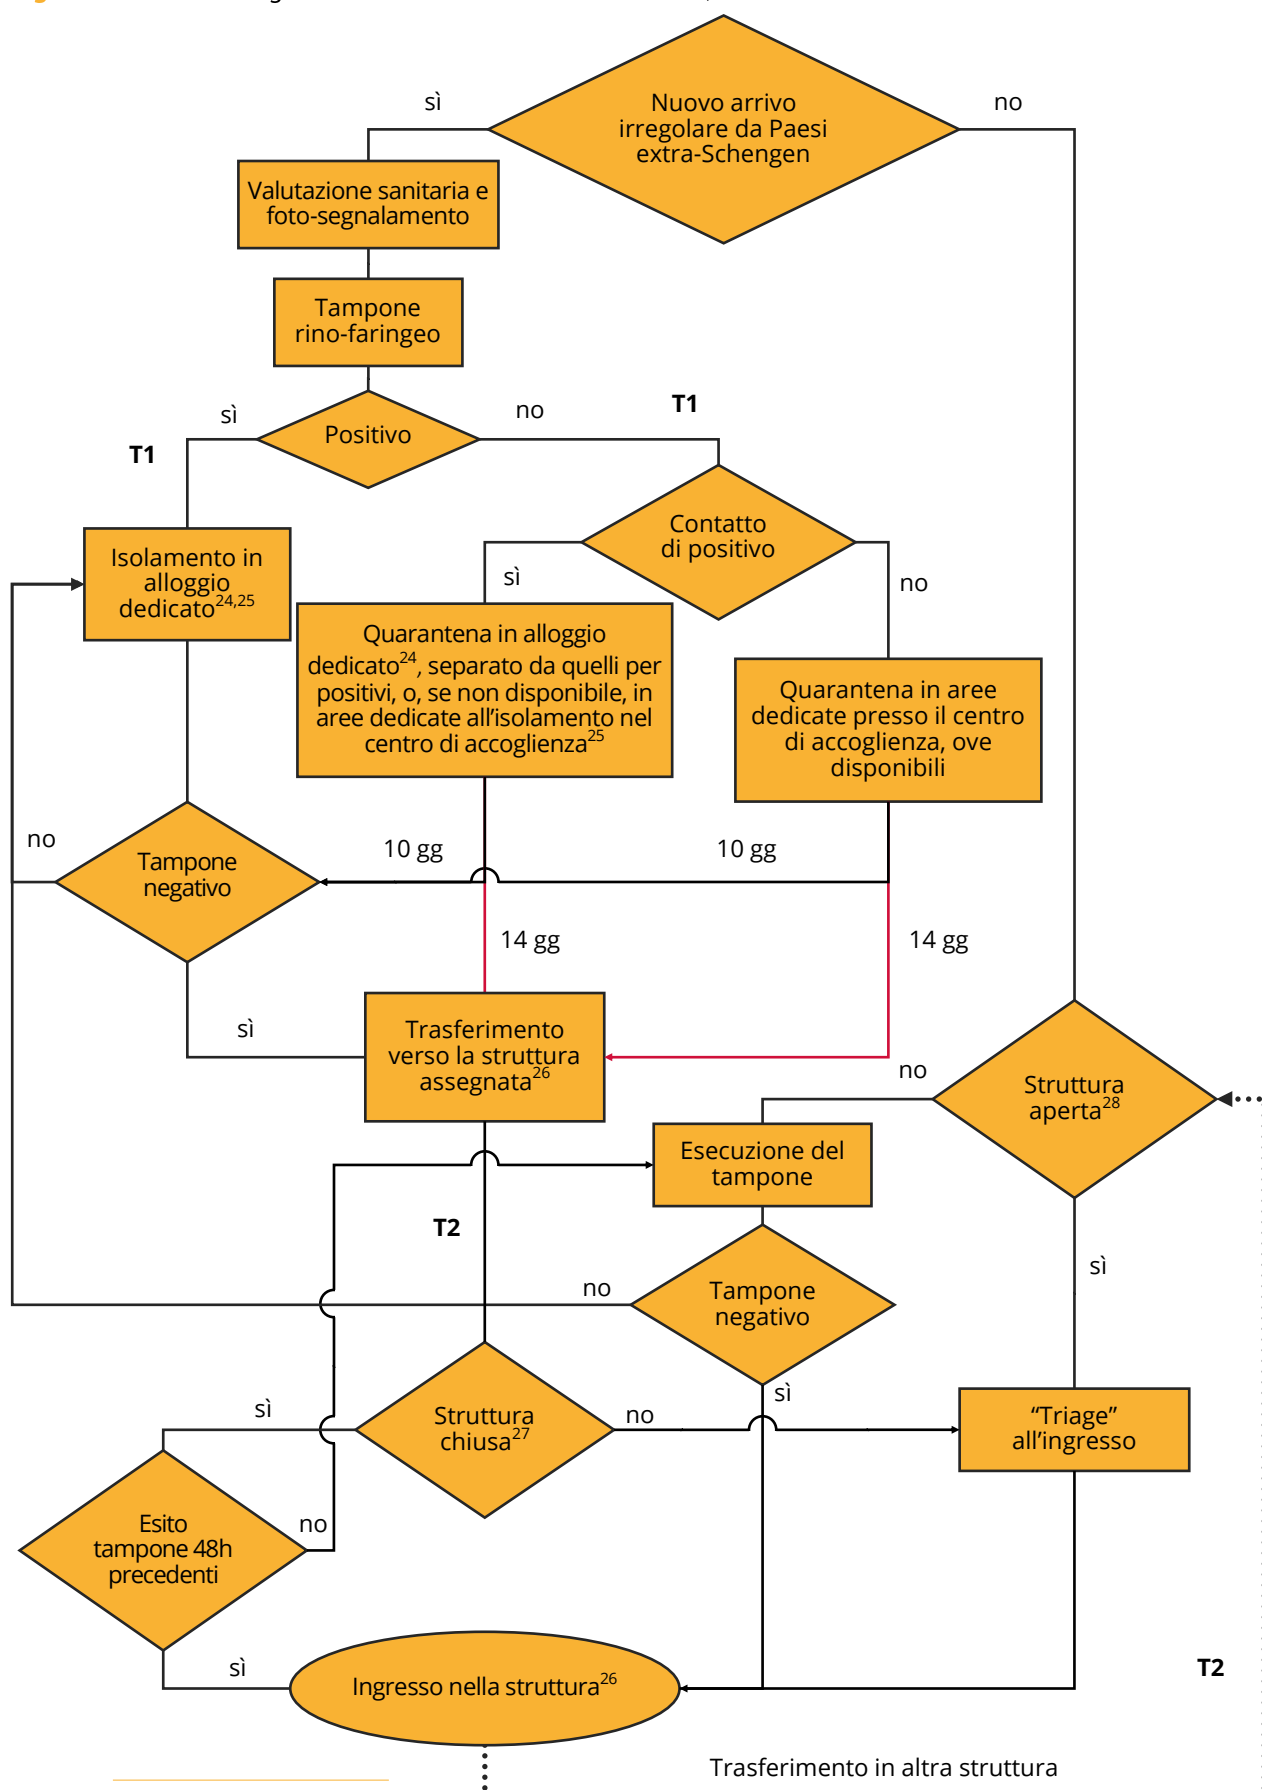 sì
Nuovo arrivo
irregolare da Paesi
extra-Schengen
no
Valutazione sanitaria e
foto-segnalamento
Tampone
rino-faringeo
T1
sì
Positivo
no
T1
Contatto
di positivo
Isolamento in
alloggio
dedicato24,25
sì
no
Quarantena in alloggio
dedicato24, separato da quelli per
positivi, o, se non disponibile, in
aree dedicate all’isolamento nel
centro di accoglienza25
Quarantena in aree
dedicate presso il centro
di accoglienza, ove
disponibili
no
Tampone
negativo
10 gg
10 gg
14 gg
14 gg
sì
Trasferimento
verso la struttura
assegnata26
no
Struttura
aperta28
Esecuzione del
tampone
T2
sì
no
Tampone
negativo
sì
sì
Struttura
chiusa27
no
“Triage”
all’ingresso
Esito
tampone 48h
precedenti
no
sì
Ingresso nella struttura26
T2
Trasferimento in altra struttura